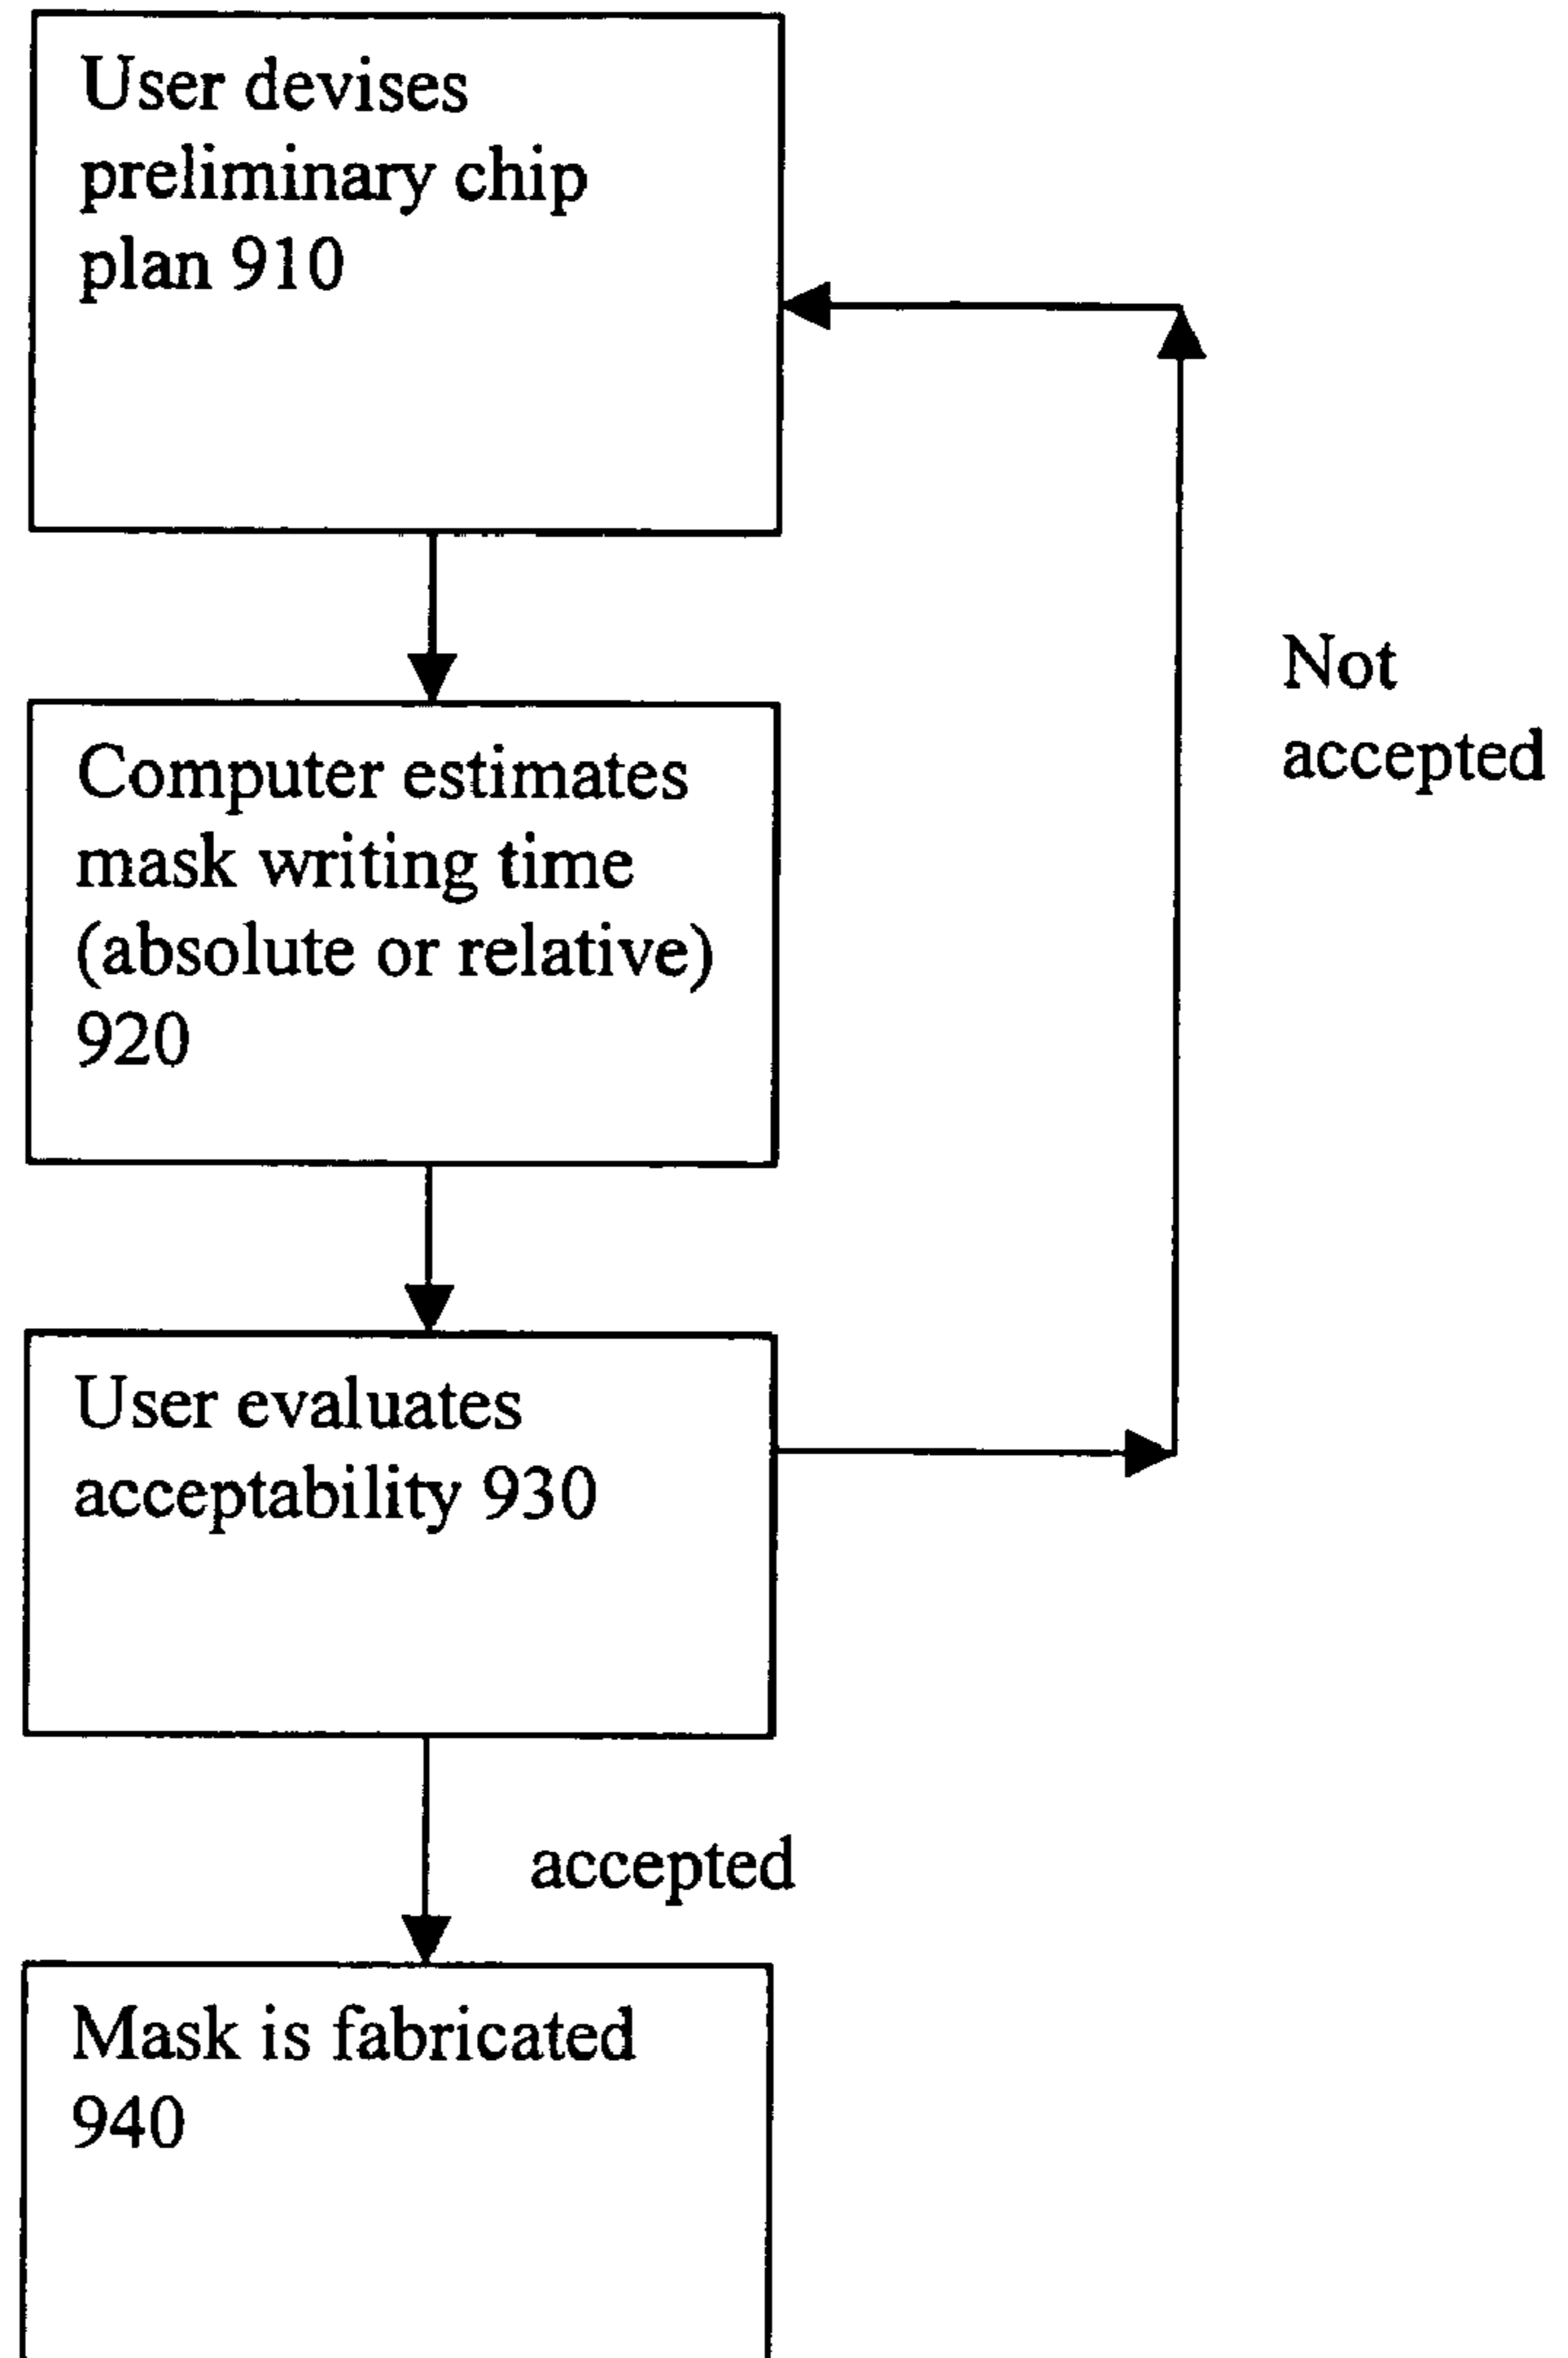 User devises
preliminary chip
plan 910
Not
accepted
Computer estimates
mask writing time
(absolute or relative)
920
User evaluates
acceptability 930
accepted
Mask is fabricated
940